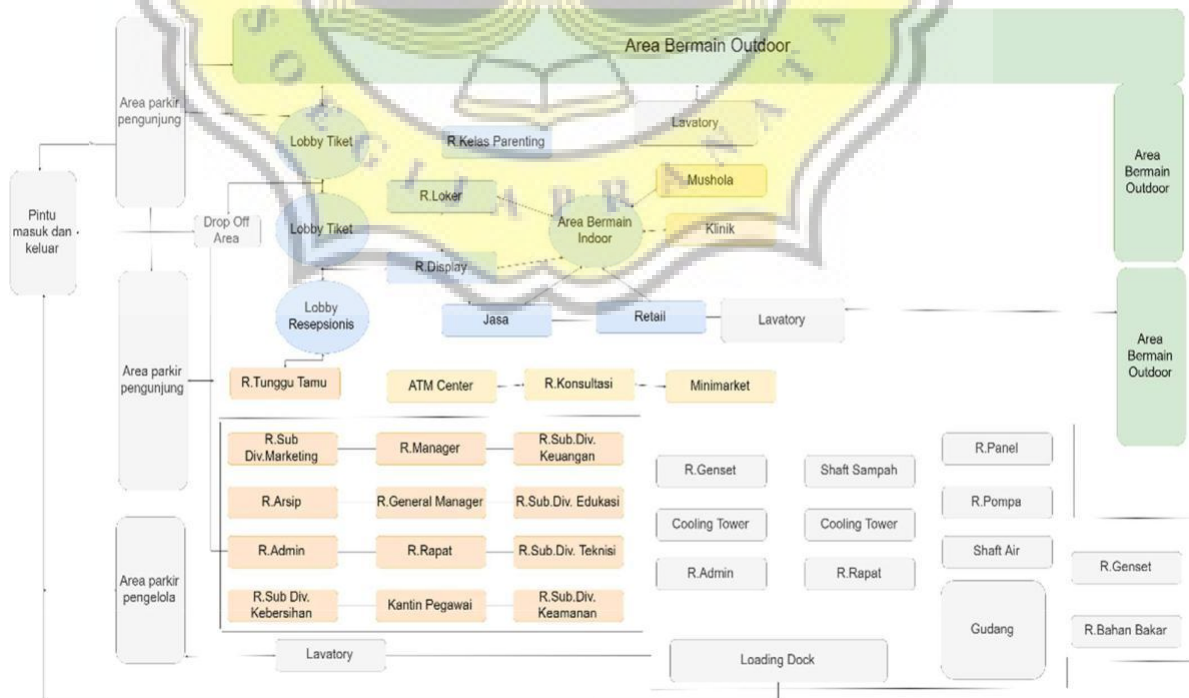 Area Bermain Outdoor
Area parkir
pengunjung
Lobby Tiket
R.Kelas Parenting
Lavatory
Area
Bermain
Outdoor
SOEGIJAPRANATA
Mushola
R.Loker
Pintu
masuk dan
keluar
Drop Off
Area
Lobby Tiket
Area Bermain
Indoor
Klinik
R.Display
Lobby
Resepsionis
Jasa
Retail
Lavatory
Area
Bermain
Outdoor
Area parkir
pengunjung
R.Tunggu Tamu
ATM Center
R.Konsultasi
Minimarket
R.Sub
Div.Marketing
R.Manager
R.Sub.Div.
Keuangan
R.Genset
Shaft Sampah
R.Panel
R.Arsip
R.General Manager
R.Sub.Div. Edukasi
Cooling Tower
Cooling Tower
R.Pompa
R.Admin
R.Rapat
R.Sub.Div. Teknisi
R.Admin
R.Rapat
Shaft Air
R.Genset
Area parkir
pengelola
R.Sub Div.
Kebersihan
Kantin Pegawai
R.Sub.Div.
Keamanan
Gudang
R.Bahan Bakar
Lavatory
Loading Dock